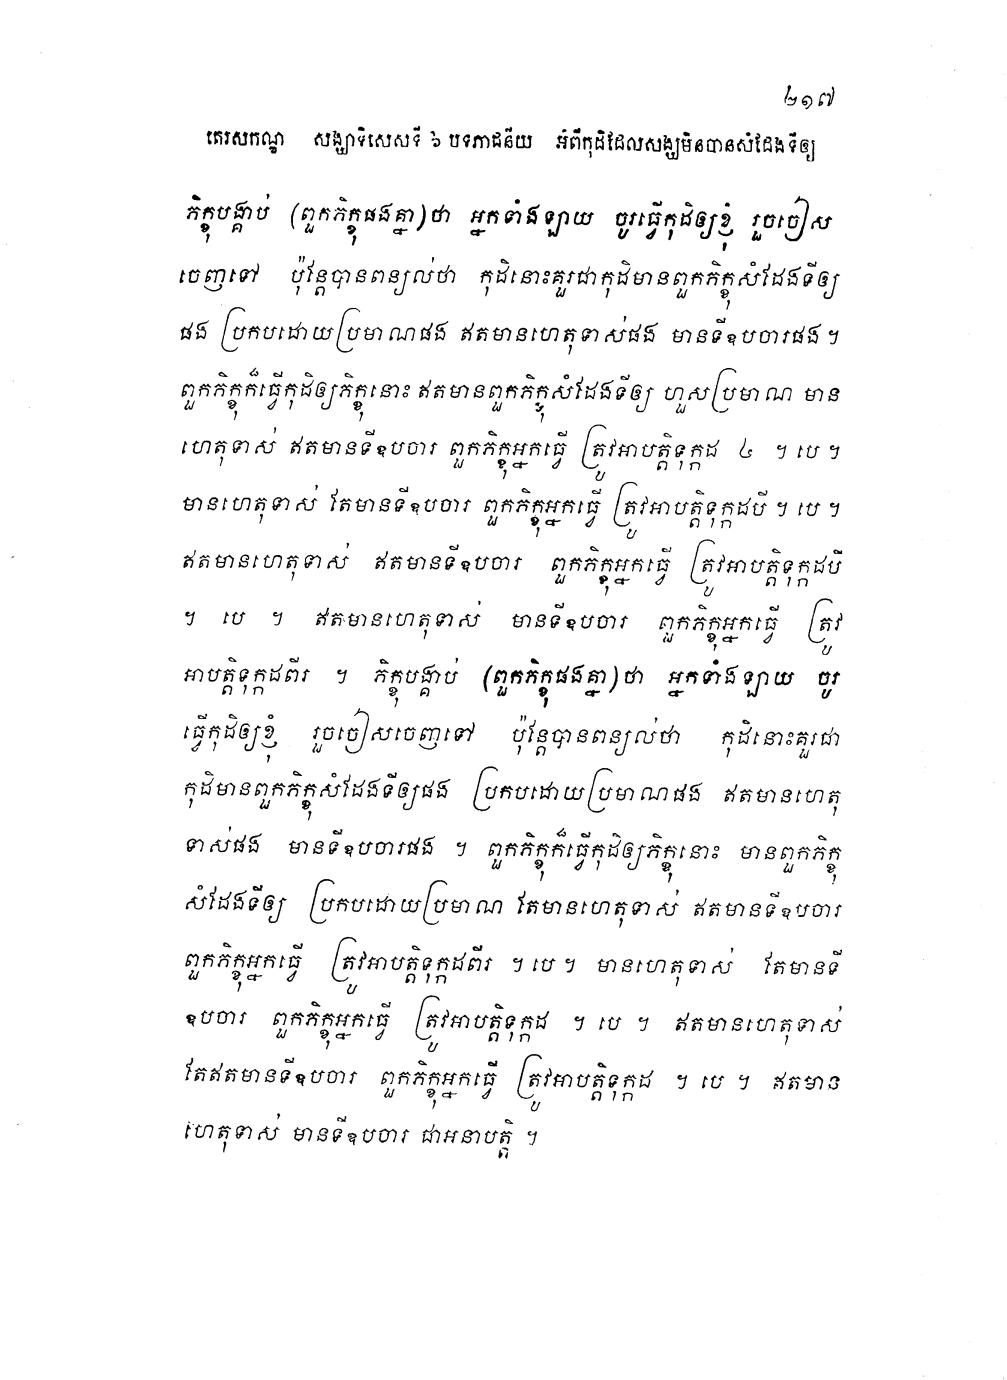 ២១៧
តេរសកណ្ឌ សង្ឃាទិសេសទី ៦ បទភាជនីយ អំពីកុដិដែលសង្ឃមិនបានសំដែងទីឲ្យ
ភិក្ខុបង្គាប់ (ពួកភិក្ខុផងគ្នា) ថា អ្នកទាំងឡាយ ចូរធ្វើកុដិឲ្យខ្ញុំ រួចចៀស
ចេញទៅ ប៉ុន្តែបានពន្យល់ថា កុដិនោះគួរជាកុដិមានពួកភិក្ខុសំដែងទីឲ្យ
ផង ប្រកបដោយប្រមាណផង ឥតមានហេតុទាស់ផង មានទីឧបចារផង ។
ពួកភិក្ខុក៏ធ្វើកុដិឲ្យភិក្ខុនោះ ឥតមានពួកភិក្ខុសំដែងទីឲ្យ ហួសប្រមាណ មាន
ហេតុទាស់ ឥតមានទីឧបចារ ពួកភិក្ខុអ្នកធ្វើ ត្រូវអាបត្តិទុក្កដ ៤ ។ បេ ។
មានហេតុទាស់ តែមានទីឧបចារ ពួកភិក្ខុអ្នកធ្វើ ត្រូវអាបត្តិទុក្កដបី ។ បេ ។
ឥតមានហេតុទាស់ ឥតមានទីឧបចារ ពួកភិក្ខុអ្នកធ្វើ ត្រូវអាបត្តិទុក្កដបី
។ បេ ។ ឥតមានហេតុទាស់ មានទីឧបចារ ពួកភិក្ខុអ្នកធ្វើ ត្រូវ
អាបត្តិទុក្កដពីរ ។ ភិក្ខុបង្គាប់ (ពួកភិក្ខុផងគ្នា) ថា អ្នកទាំងឡាយ ចូរ
ធ្វើកុដិឲ្យខ្ញុំ រួចចៀសចេញទៅ ប៉ុន្តែបានពន្យល់ថា កុដិនោះគួរជា
កុដិមានពួកភិក្ខុសំដែងទីឲ្យផង ប្រកបដោយប្រមាណផង ឥតមានហេតុ
ទាស់ផង មានទីឧបចារផង ។ ពួកភិក្ខុក៏ធ្វើកុដិឲ្យភិក្ខុនោះ មានពួកភិក្ខុ
សំដែងទីឲ្យ ប្រកបដោយប្រមាណ តែមានហេតុទាស់ ឥតមានទីឧបចារ
ពួកភិក្ខុអ្នកធ្វើ ត្រូវអាបត្តិទុក្កដពីរ ។ បេ ។ មានហេតុទាស់ តែមានទី
ឧបចារ ពួកភិក្ខុអ្នកធ្វើ ត្រូវអាបត្តិទុក្កដ ។ បេ ។ ឥតមានហេតុទាស់
តែឥតមានទីឧបចារ ពួកភិក្ខុអ្នកធ្វើ ត្រូវអាបត្តិទុក្កដ ។ បេ ។ ឥតមាន
ហេតុទាស់ មានទីឧបចារ ជាអនាបត្តិ ។